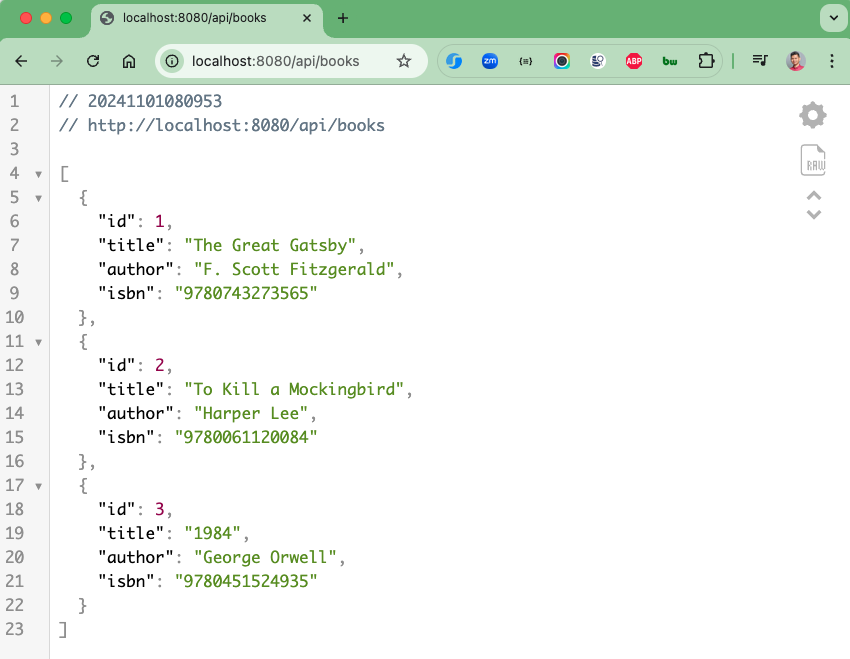 localhost:8080/api/books
localhost:8080/api/books
zm
ABP
bw
1 // 20241101080953
2 // http://localhost:8080/api/books
3
4 [
5 {
6 "id": 1,
7 "title": "The Great Gatsby",
8 "author": "F. Scott Fitzgerald",
9 "isbn": "9780743273565"
10 },
11 {
12 "id": 2,
13 "title": "To Kill a Mockingbird",
14 "author": "Harper Lee",
15 "isbn": "9780061120084"
16 },
17 {
18 "id": 3,
19 "title": "1984",
20 "author": "George Orwell",
21 "isbn": "9780451524935"
22 }
23 ]
RAW